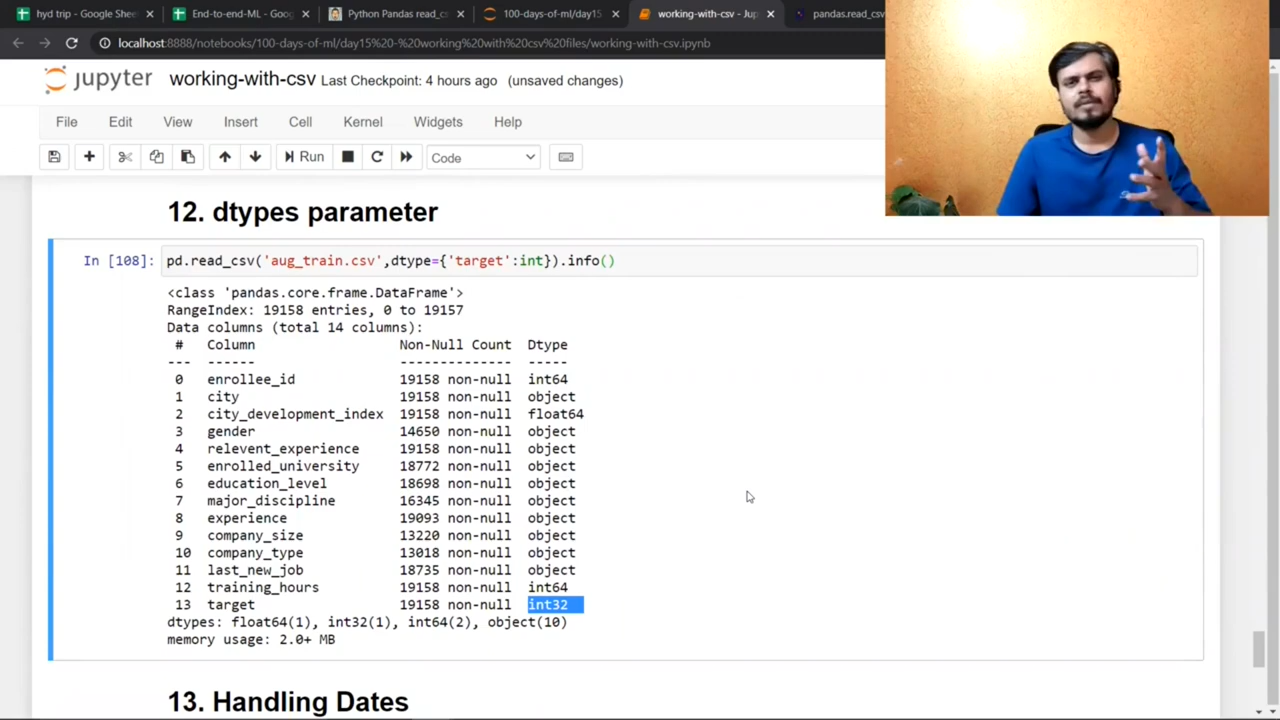 hyd trip - Google Shee
End-to-end-ML - Goog
Python Pandas read_c
100-days-of-ml/day15
working-with-csv - Jup
pandas.read_csv
localhost:8888/notebooks/100-days-of-ml/day15%20-%20working%20with%20csv%20files/working-with-csv.ipynb
jupyter working-with-csv Last Checkpoint: 4 hours ago (unsaved changes)
File Edit View Insert Cell Kernel Widgets Help
Run Code
12. dtypes parameter
In [108]: pd.read_csv('aug_train.csv',dtype={'target':int}).info()
<class 'pandas.core.frame.DataFrame'>
RangeIndex: 19158 entries, 0 to 19157
Data columns (total 14 columns):
# Column Non-Null Count Dtype
--- ------ -------------- -----
0 enrollee_id 19158 non-null int64
1 city 19158 non-null object
2 city_development_index 19158 non-null float64
3 gender 14650 non-null object
4 relevent_experience 19158 non-null object
5 enrolled_university 18772 non-null object
6 education_level 18698 non-null object
7 major_discipline 16345 non-null object
8 experience 19093 non-null object
9 company_size 13220 non-null object
10 company_type 13018 non-null object
11 last_new_job 18735 non-null object
12 training_hours 19158 non-null int64
13 target 19158 non-null int32
dtypes: float64(1), int32(1), int64(2), object(10)
memory usage: 2.0+ MB
13. Handling Dates